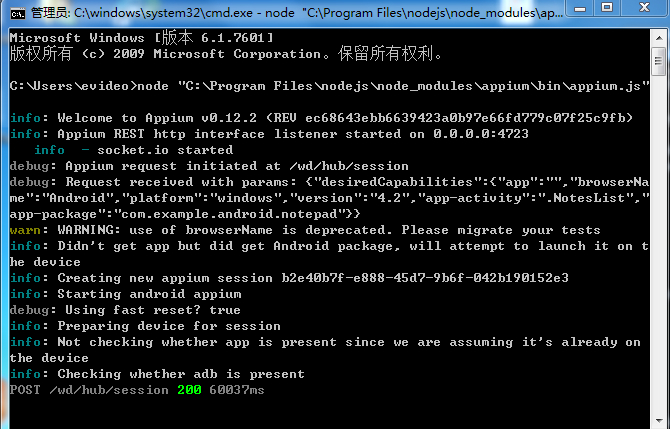 管理员: C:\windows\system32\cmd.exe - node "C:\Program Files\nodejs\node_modules\ap...
Microsoft Windows [版本 6.1.7601]
版权所有 (c) 2009 Microsoft Corporation。保留所有权利。
C:\Users\evideo>node "C:\Program Files\nodejs\node_modules\appium\bin\appium.js"
info: Welcome to Appium v0.12.2 (REV ec68643ebb6639423a0b97e66fd779c07f25c9fb)
info: Appium REST http interface listener started on 0.0.0.0:4723
info - socket.io started
debug: Appium request initiated at /wd/hub/session
debug: Request received with params: {"desiredCapabilities":{"app":"","browserNa
me":"Android","platform":"windows","version":"4.2","app-activity":".NotesList","
app-package":"com.example.android.notepad"}}
warn: WARNING: use of browserName is deprecated. Please migrate your tests
info: Didn't get app but did get Android package, will attempt to launch it on t
he device
info: Creating new appium session b2e40b7f-e888-45d7-9b6f-042b190152e3
info: Starting android appium
debug: Using fast reset? true
info: Preparing device for session
info: Not checking whether app is present since we are assuming it's already on
the device
info: Checking whether adb is present
POST /wd/hub/session 200 60037ms